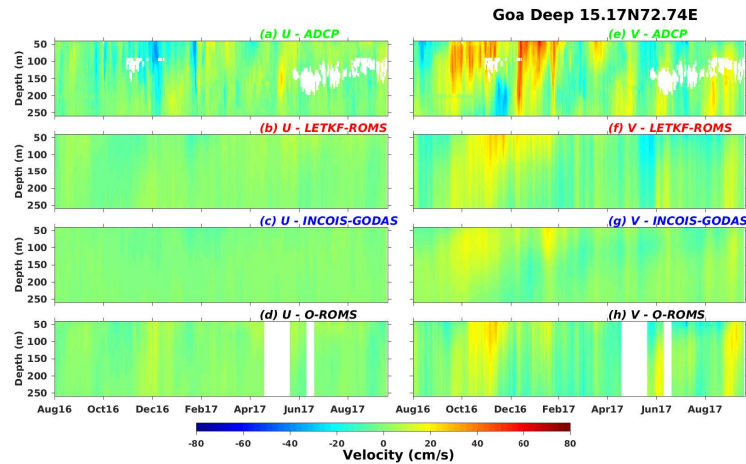 Goa Deep 15.17N72.74E
(a) U - ADCP
(e) V - ADCP
Depth (m)
50
100
150
200
250
(b) U - LETKF-ROMS
(f) V - LETKF-ROMS
Depth (m)
50
100
150
200
250
(c) U - INCOIS-GODAS
(g) V - INCOIS-GODAS
Depth (m)
50
100
150
200
250
(d) U - O-ROMS
(h) V - O-ROMS
Depth (m)
50
100
150
200
250
Aug16 Oct16 Dec16 Feb17 Apr17 Jun17 Aug17
Aug16 Oct16 Dec16 Feb17 Apr17 Jun17 Aug17
-80 -60 -40 -20 0 20 40 60 80
Velocity (cm/s)